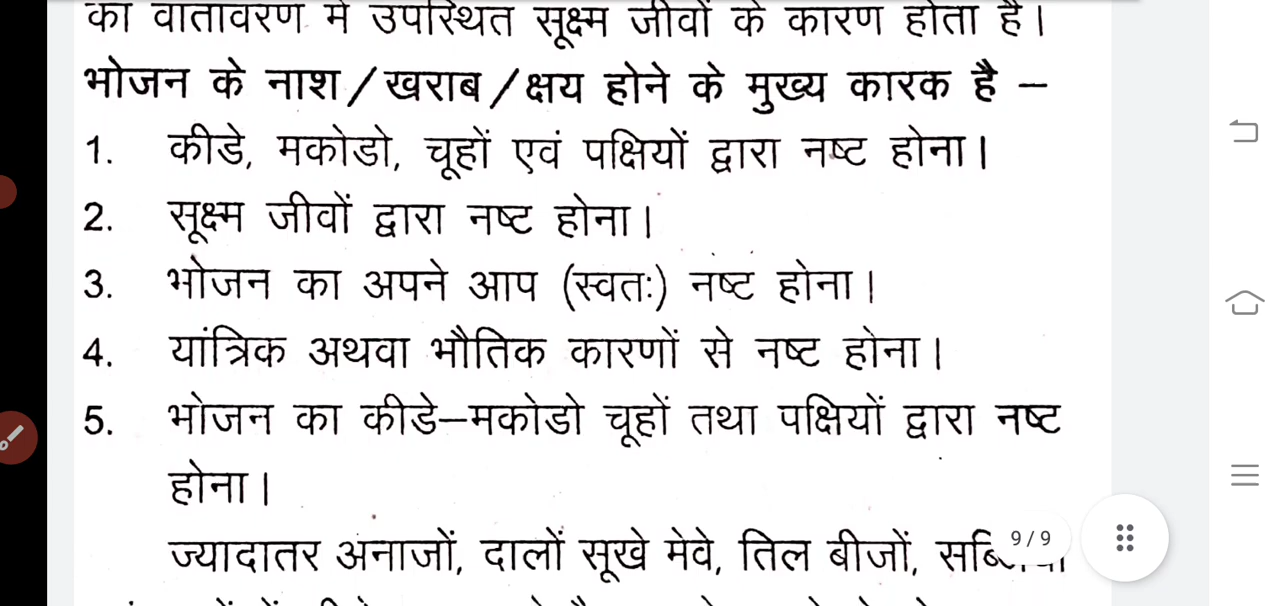 का वातावरण में उपस्थित सूक्ष्म जीवों के कारण होता है।
भोजन के नाश/खराब/क्षय होने के मुख्य कारक है –
1. कीडे, मकोडो, चूहों एवं पक्षियों द्वारा नष्ट होना।
2. सूक्ष्म जीवों द्वारा नष्ट होना।
3. भोजन का अपने आप (स्वतः) नष्ट होना।
4. यांत्रिक अथवा भौतिक कारणों से नष्ट होना।
5. भोजन का कीडे–मकोडो चूहों तथा पक्षियों द्वारा नष्ट
होना।
ज्यादातर अनाजों, दालों सूखे मेवे, तिल बीजों,
9/9